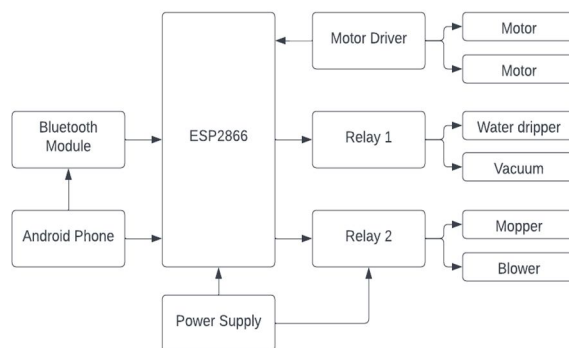 Motor Driver
Motor
Motor
Bluetooth
Module
ESP2866
Relay 1
Water dripper
Vacuum
Android Phone
Relay 2
Mopper
Blower
Power Supply